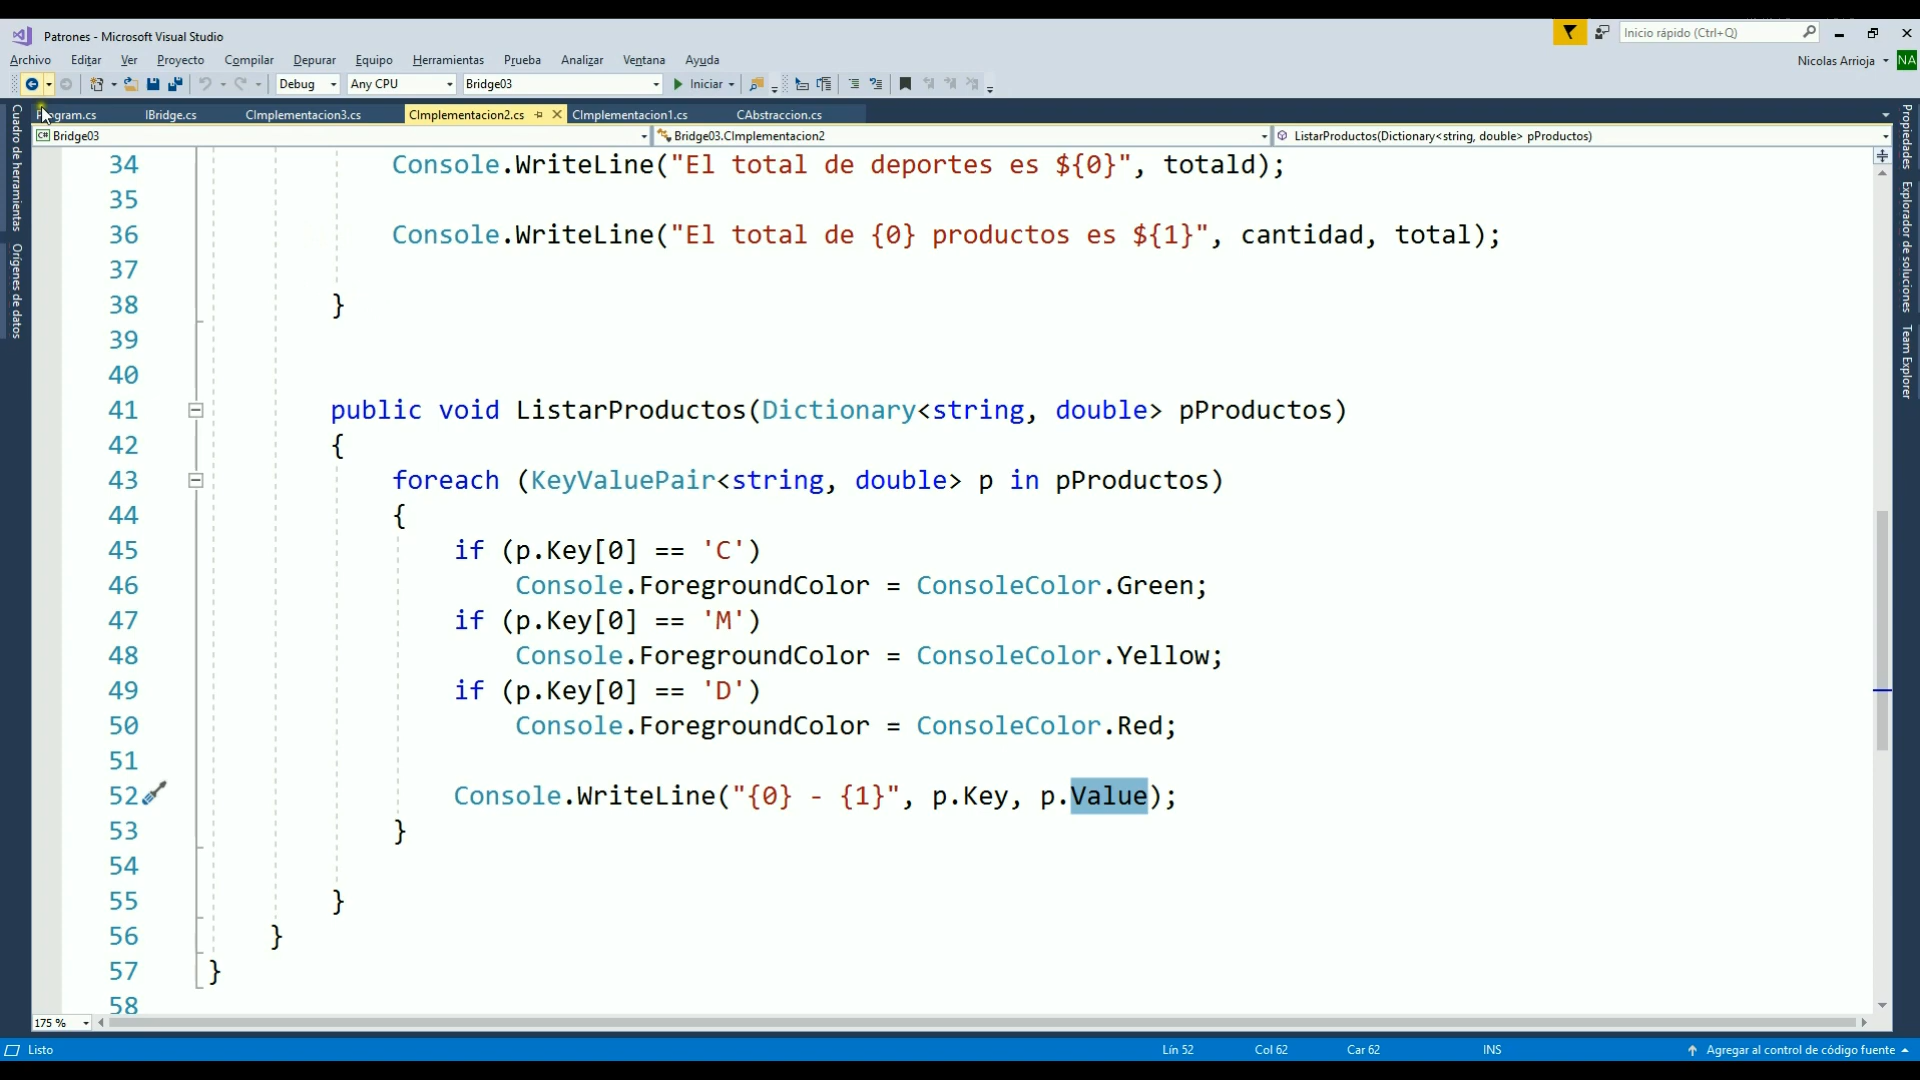 Patrones - Microsoft Visual Studio
Inicio rápido (Ctrl+Q)
Archivo Editar Ver Proyecto Compilar Depurar Equipo Herramientas Prueba Analizar Ventana Ayuda
Nicolas Arrioja NA
Debug Any CPU Bridge03 Iniciar
Program.cs IBridge.cs CImplementacion3.cs CImplementacion2.cs CImplementacion1.cs CAbstraccion.cs
C# Bridge03 Bridge03.CImplementacion2 ListarProductos(Dictionary<string, double> pProductos)
Cuadro de herramientas
Orígenes de datos
Propiedades
Explorador de soluciones
Team Explorer
34 Console.WriteLine("El total de deportes es ${0}", totald);
35
36 Console.WriteLine("El total de {0} productos es ${1}", cantidad, total);
37
38 }
39
40
41 public void ListarProductos(Dictionary<string, double> pProductos)
42 {
43 foreach (KeyValuePair<string, double> p in pProductos)
44 {
45 if (p.Key[0] == 'C')
46 Console.ForegroundColor = ConsoleColor.Green;
47 if (p.Key[0] == 'M')
48 Console.ForegroundColor = ConsoleColor.Yellow;
49 if (p.Key[0] == 'D')
50 Console.ForegroundColor = ConsoleColor.Red;
51
52 Console.WriteLine("{0} - {1}", p.Key, p.Value);
53 }
54
55 }
56 }
57 }
58
175 %
Listo Lín 52 Col 62 Car 62 INS Agregar al control de código fuente